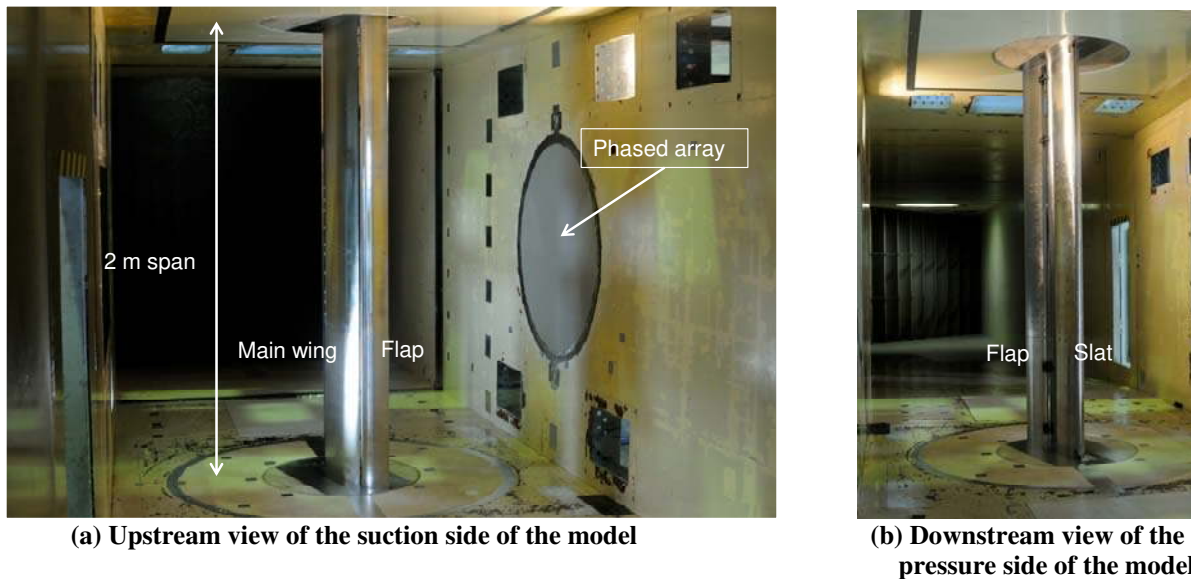 Phased array
2 m span
Main wing
Flap
Flap
Slat
(a) Upstream view of the suction side of the model
(b) Downstream view of the
pressure side of the model